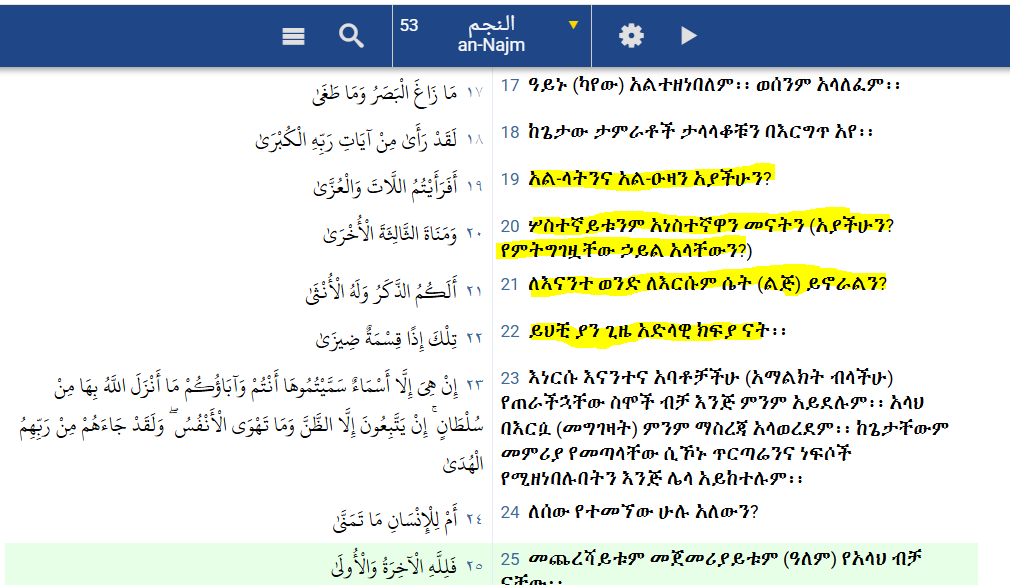 53
النجم
an-Najm
١٧ مَا زَاغَ الْبَصَرُ وَمَا طَغَىٰ
17 ዓይኑ (ካየው) አልተዘነበለም፡፡ ወሰንም አላለፈም፡፡
١٨ لَقَدْ رَأَىٰ مِنْ آيَاتِ رَبِّهِ الْكُبْرَىٰ
18 ከጌታው ታምራቶች ታላላቆቹን በእርግጥ አየ፡፡
١٩ أَفَرَأَيْتُمُ اللَّاتَ وَالْعُزَّىٰ
19 አል-ላትንና አል-ዑዛን አያችሁን?
٢٠ وَمَنَاةَ الثَّالِثَةَ الْأُخْرَىٰ
20 ሦስተኛይቱንም አነስተኛዋን መናትን (አያችሁን?
የምትግገዟቸው ኃይል አላቸውን?)
٢١ أَلَكُمُ الذَّكَرُ وَلَهُ الْأُنْثَىٰ
21 ለእናንተ ወንድ ለእርሱም ሴት (ልጅ) ይኖራልን?
٢٢ تِلْكَ إِذًا قِسْمَةٌ ضِيزَىٰ
22 ይህቺ ያን ጊዜ አድላዊ ክፍያ ናት፡፡
٢٣ إِنْ هِيَ إِلَّا أَسْمَاءٌ سَمَّيْتُمُوهَا أَنْتُمْ وَآبَاؤُكُمْ مَا أَنْزَلَ اللَّهُ بِهَا مِنْ
سُلْطَانٍ ۚ إِنْ يَتَّبِعُونَ إِلَّا الظَّنَّ وَمَا تَهْوَى الْأَنْفُسُ ۖ وَلَقَدْ جَاءَهُمْ مِنْ رَبِّهِمُ
الْهُدَىٰ
23 እነርሱ እናንተና አባቶቻችሁ (አማልክት ብላችሁ)
የጠራችኋቸው ስሞች ብቻ እንጅ ምንም አይደሉም፡፡ አላህ
በእርሷ (መግገዛት) ምንም ማስረጃ አላወረደም፡፡ ከጌታቸውም
መምሪያ የመጣላቸው ሲኾኑ ጥርጣሬንና ነፍሶች
የሚዘነበሉበትን እንጅ ሌላ አይከተሉም፡፡
٢٤ أَمْ لِلْإِنْسَانِ مَا تَمَنَّىٰ
24 ለሰው የተመኘው ሁሉ አለውን?
٢٥ فَلِلَّهِ الْآخِرَةُ وَالْأُولَىٰ
25 መጨረሻይቱም መጀመሪያይቱም (ዓለም) የአላህ ብቻ
ናቸው፡፡